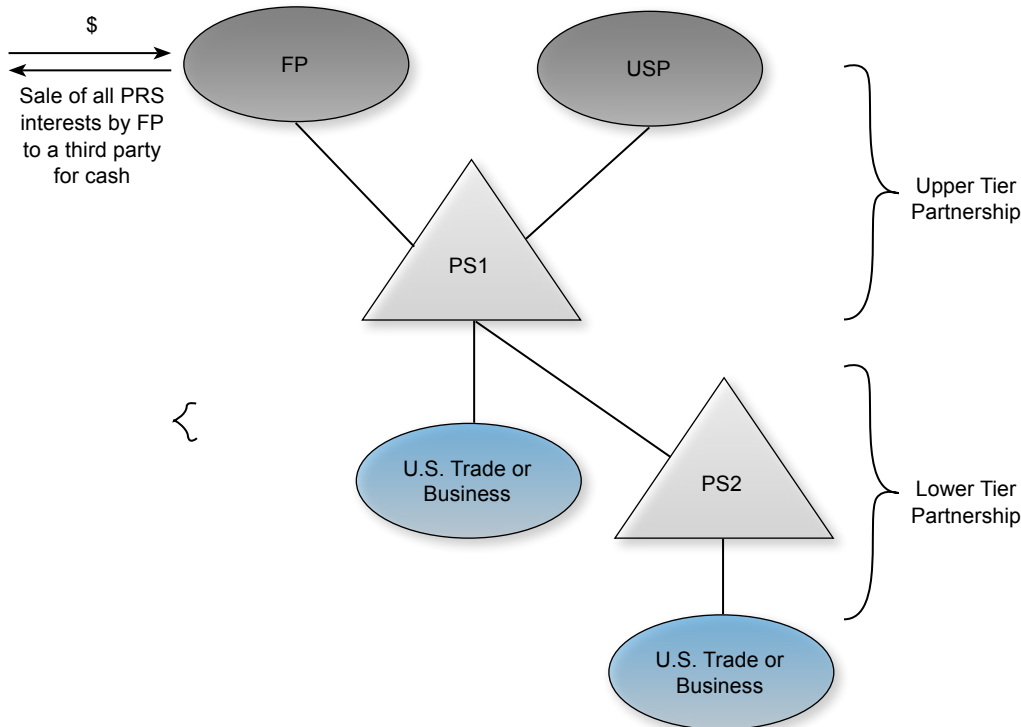 $
Sale of all PRS
interests by FP
to a third party
for cash
FP
USP
Upper Tier
Partnership
PS1
U.S. Trade or
Business
PS2
Lower Tier
Partnership
U.S. Trade or
Business